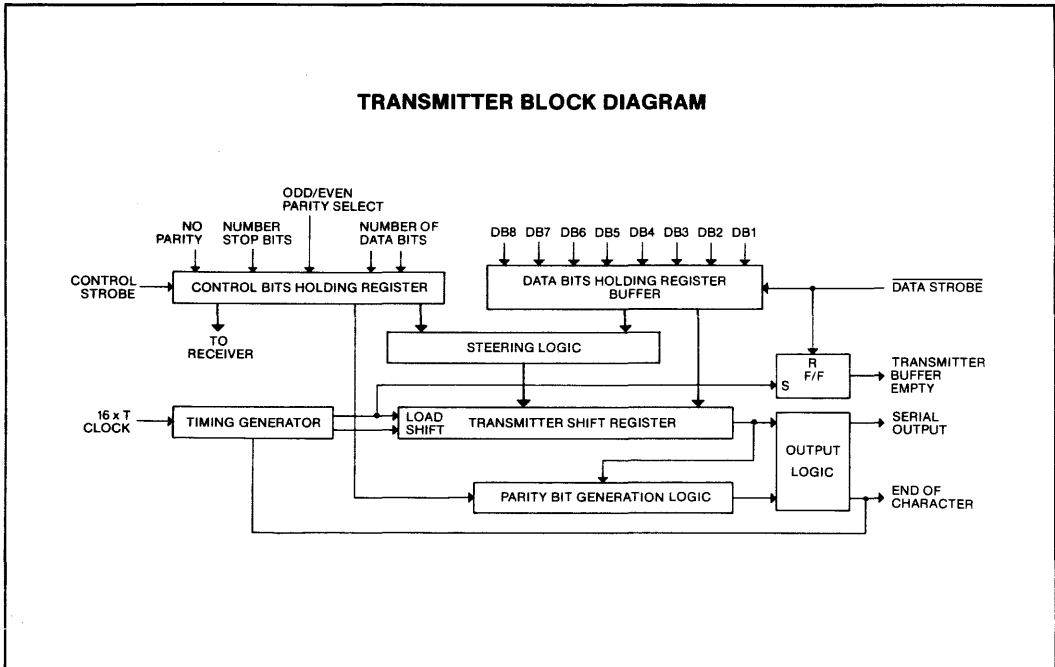 TRANSMITTER BLOCK DIAGRAM
ODD/EVEN
PARITY SELECT
NO
PARITY
NUMBER
STOP BITS
NUMBER OF
DATA BITS
DB8 DB7 DB6 DB5 DB4 DB3 DB2 DB1
CONTROL
STROBE
CONTROL BITS HOLDING REGISTER
DATA BITS HOLDING REGISTER
BUFFER
DATA STROBE
TO
RECEIVER
STEERING LOGIC
R
F/F
S
TRANSMITTER
BUFFER
EMPTY
16 x T
CLOCK
TIMING GENERATOR
LOAD
SHIFT
TRANSMITTER SHIFT REGISTER
SERIAL
OUTPUT
OUTPUT
LOGIC
PARITY BIT GENERATION LOGIC
END OF
CHARACTER